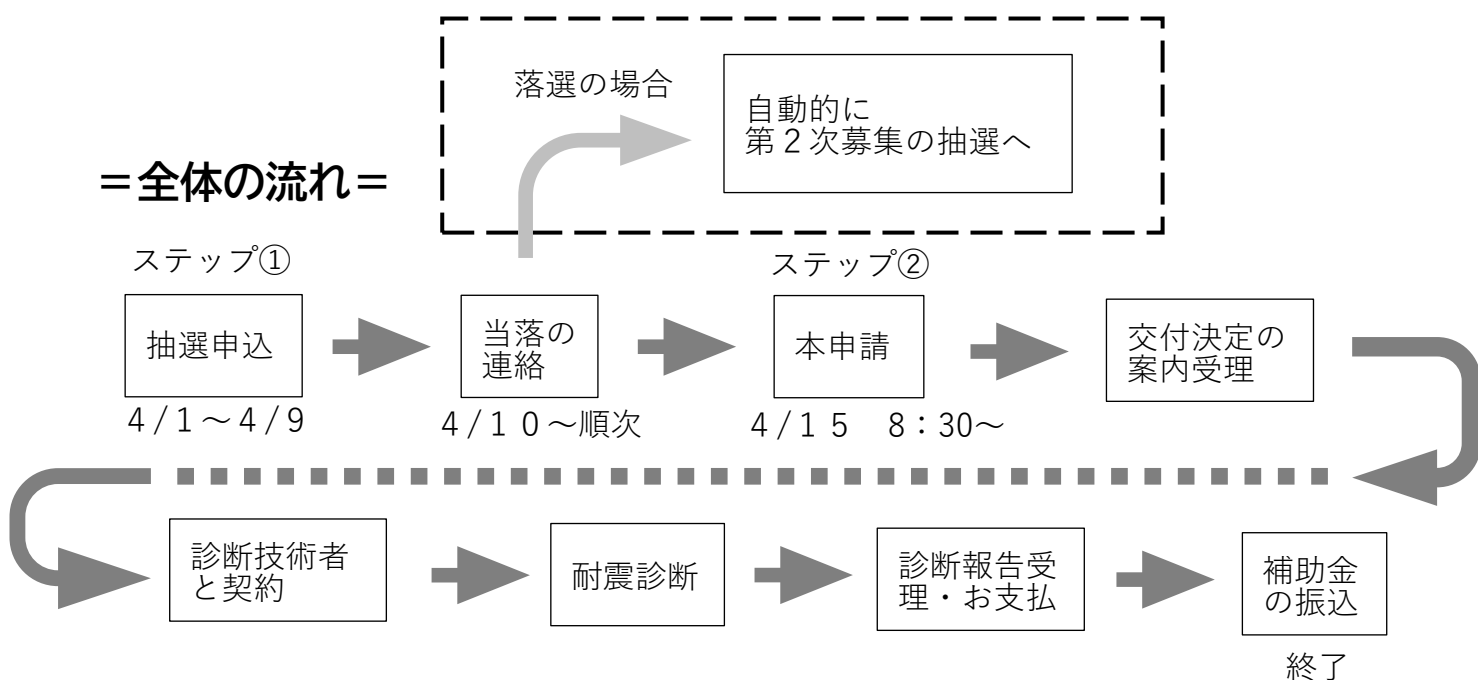 落選の場合
自動的に
第２次募集の抽選へ
＝全体の流れ＝
ステップ①
ステップ②
抽選申込
当落の
連絡
本申請
交付決定の
案内受理
４/１～４/９
４/１０～順次
４/１５　８：30～
診断技術者
と契約
耐震診断
診断報告受
理・お支払
補助金
の振込
終了